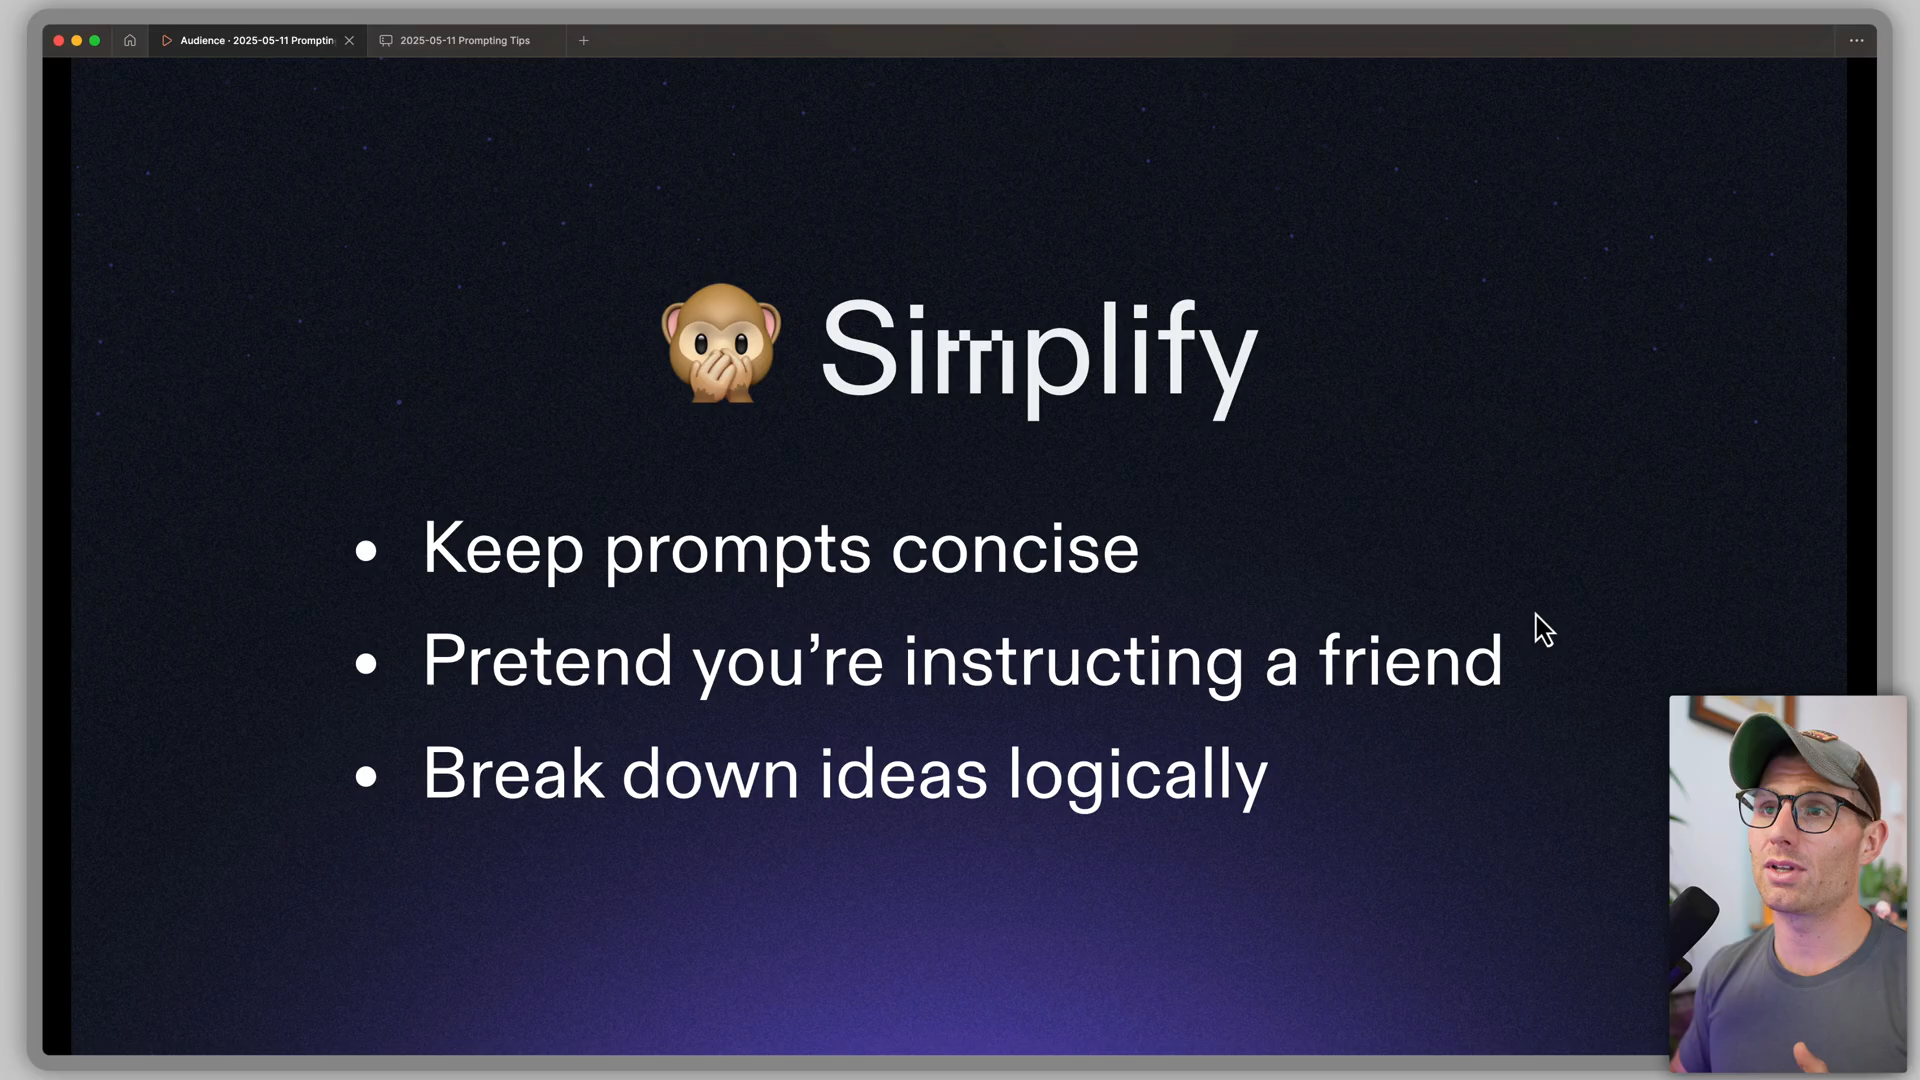 Audience · 2025-05-11 Promptin
2025-05-11 Prompting Tips
🙊 Simplify
• Keep prompts concise
• Pretend you’re instructing a friend
• Break down ideas logically